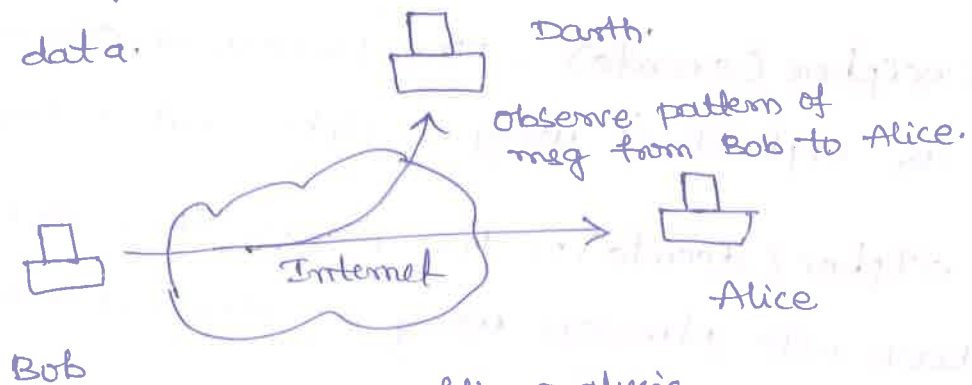 data.
Darth.
observe pattern of
msg from Bob to Alice.
Internet
Alice
Bob